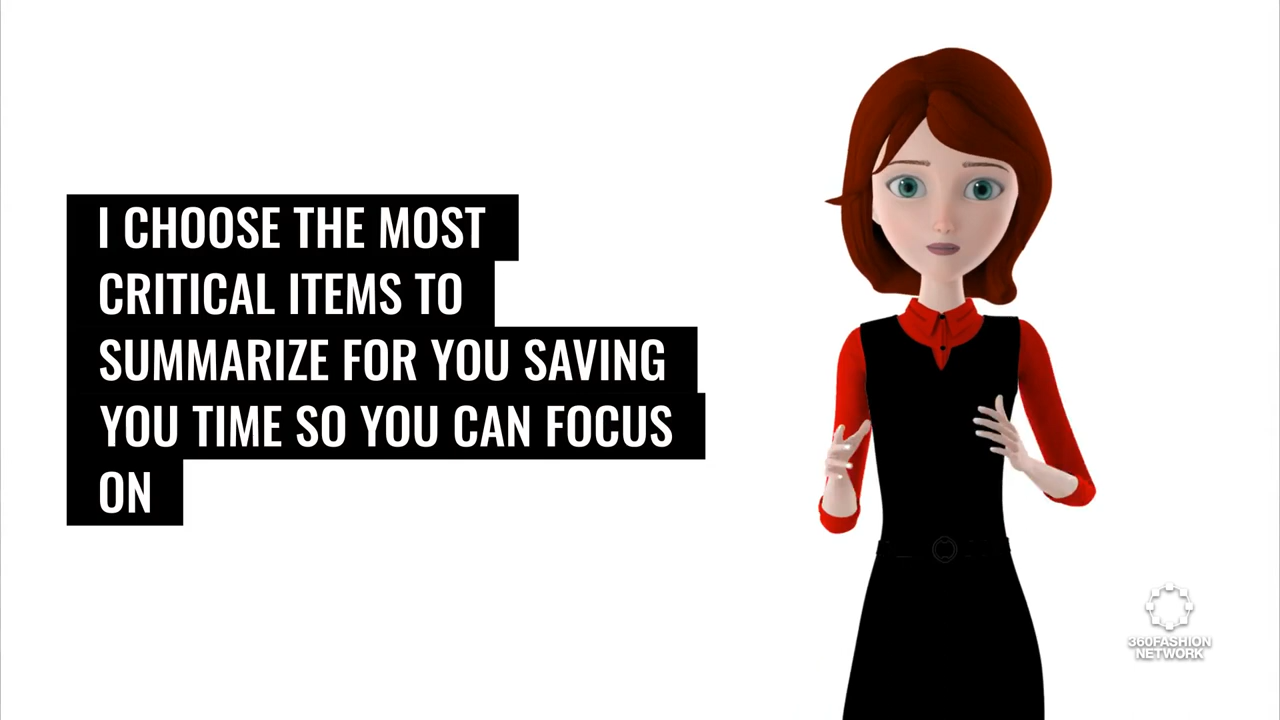 I CHOOSE THE MOST
CRITICAL ITEMS TO
SUMMARIZE FOR YOU SAVING
YOU TIME SO YOU CAN FOCUS
ON
360FASHION
NETWORK